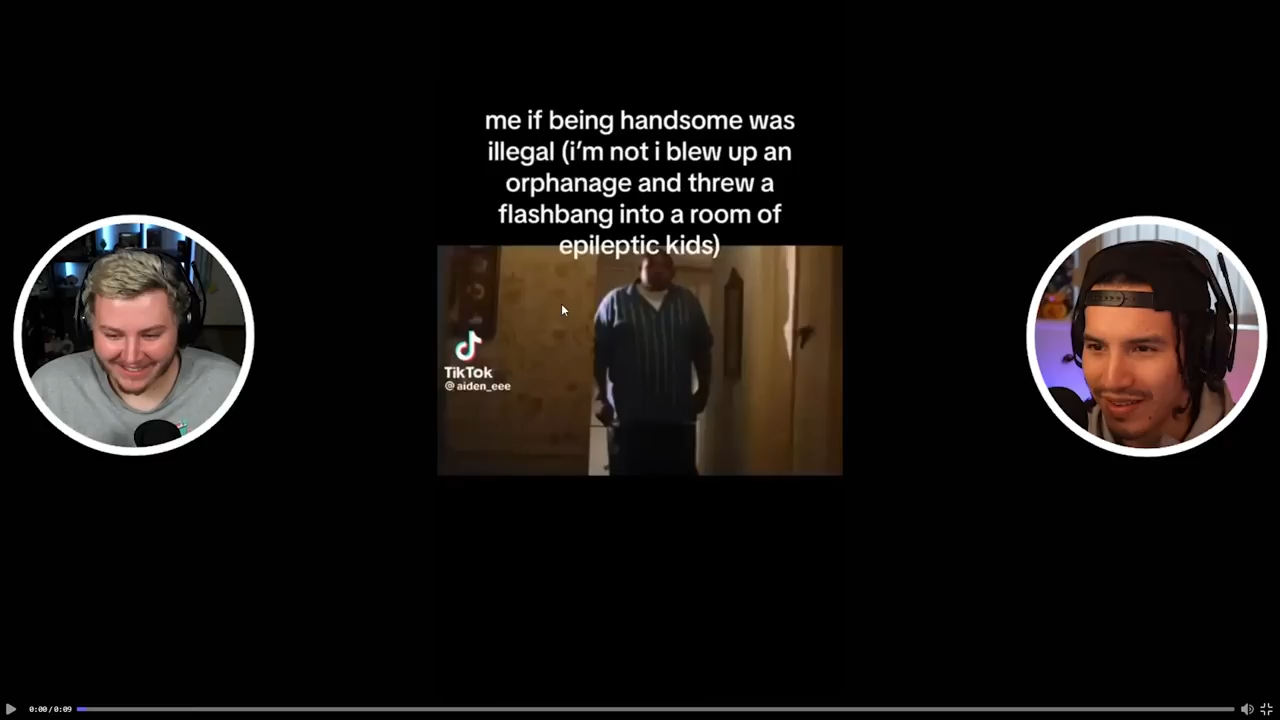 me if being handsome was
illegal (i'm not i blew up an
orphanage and threw a
flashbang into a room of
epileptic kids)
TikTok
@aiden_eee
0:00/0:09